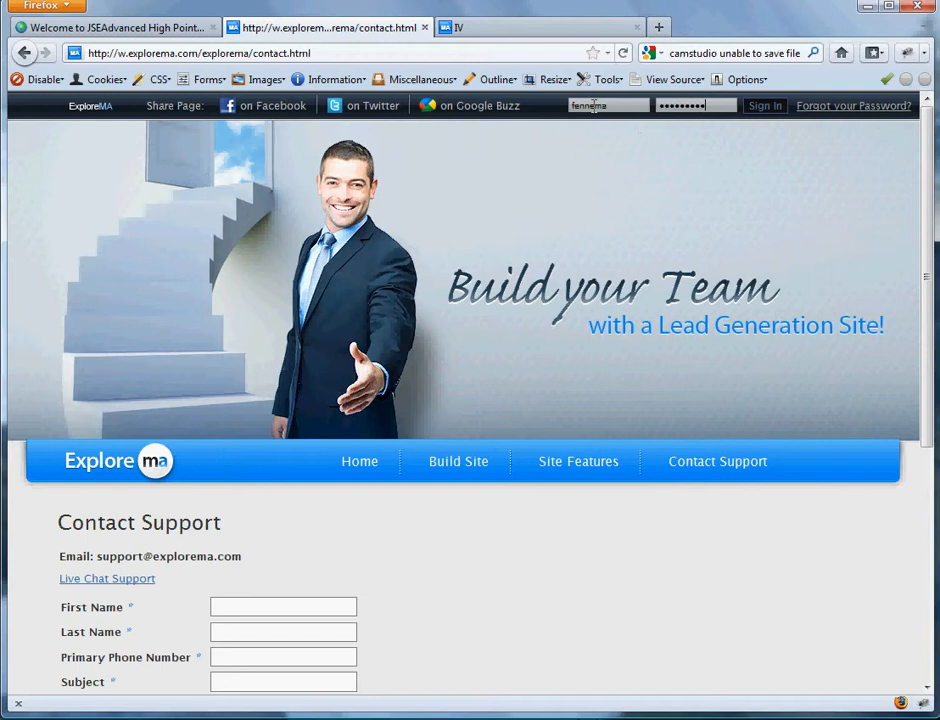 Firefox
Welcome to JSEAdvanced High Point...
http://w.explorem...rema/contact.html
IV
http://w.explorema.com/explorema/contact.html
camstudio unable to save file
Disable
Cookies
CSS
Forms
Images
Information
Miscellaneous
Outline
Resize
Tools
View Source
Options
ExploreMA
Share Page:
on Facebook
on Twitter
on Google Buzz
fennema
Sign In
Forgot your Password?
Build your Team
with a Lead Generation Site!
Explore ma
Home
Build Site
Site Features
Contact Support
Contact Support
Email: support@explorema.com
Live Chat Support
First Name *
Last Name *
Primary Phone Number *
Subject *